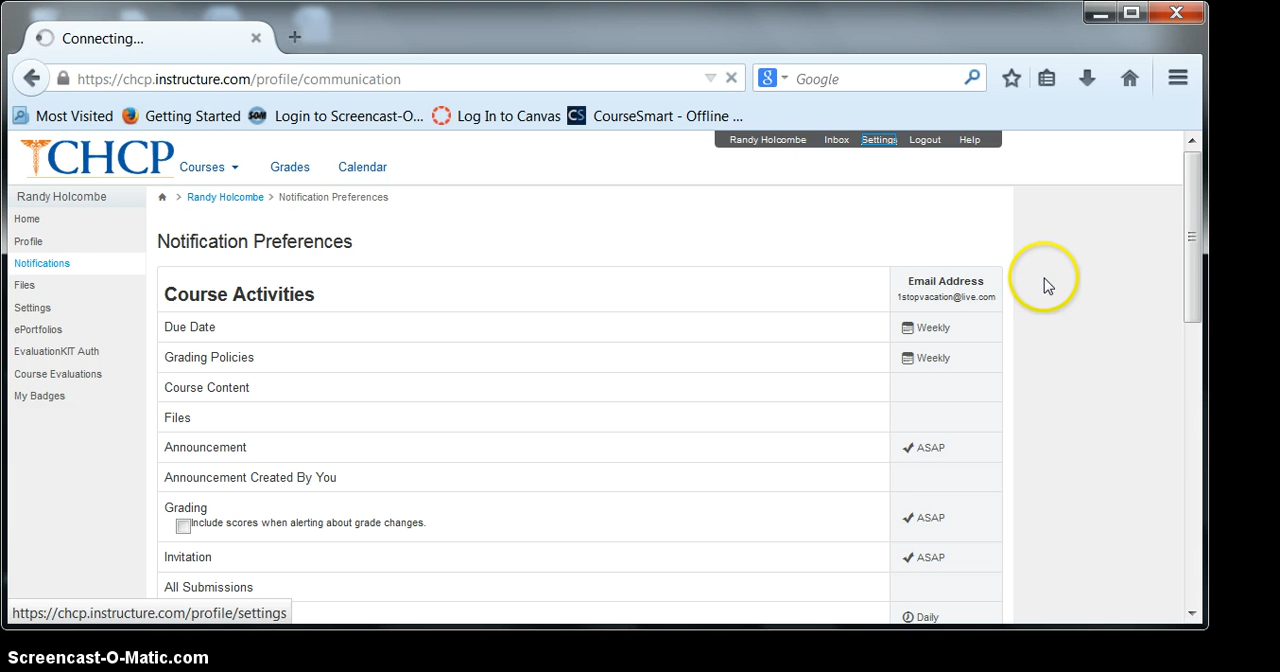 Connecting...
https://chcp.instructure.com/profile/communication
Google
Most Visited
Getting Started
Login to Screencast-O...
Log In to Canvas
CS
CourseSmart - Offline ...
CHCP
Courses
Grades
Calendar
Randy Holcombe
Inbox
Settings
Logout
Help
Randy Holcombe
Home
Profile
Notifications
Files
Settings
ePortfolios
EvaluationKIT Auth
Course Evaluations
My Badges
Randy Holcombe > Notification Preferences
Notification Preferences
Course Activities
Email Address
1stopvacation@live.com
Due Date
Weekly
Grading Policies
Weekly
Course Content
Files
Announcement
ASAP
Announcement Created By You
Grading
Include scores when alerting about grade changes.
ASAP
Invitation
ASAP
All Submissions
Daily
https://chcp.instructure.com/profile/settings
Screencast-O-Matic.com